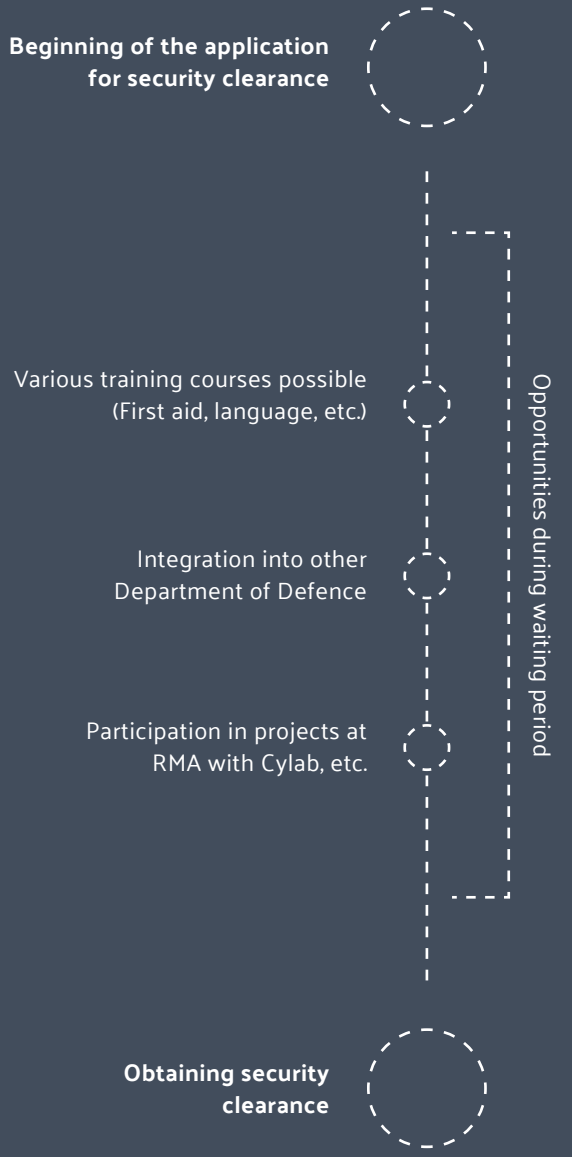 Beginning of the application
for security clearance
Various training courses possible
(First aid, language, etc.)
Opportunities during waiting period
Integration into other
Department of Defence
Participation in projects at
RMA with Cylab, etc.
Obtaining security
clearance